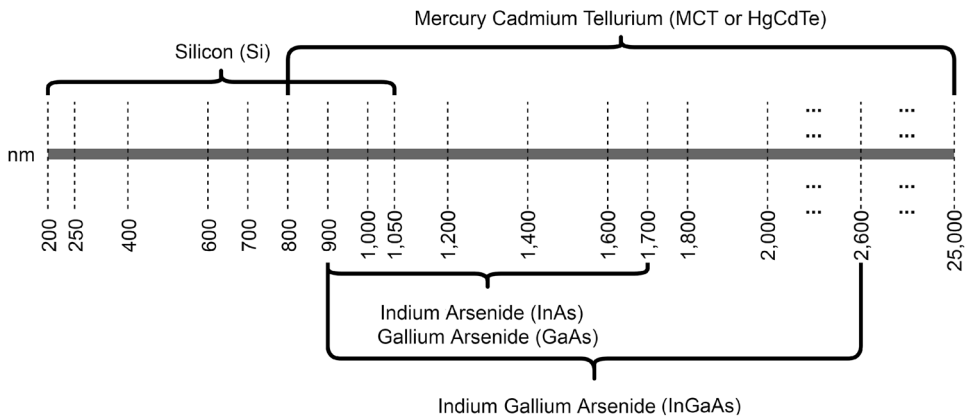 Mercury Cadmium Tellurium (MCT or HgCdTe)
Silicon (Si)
... ...
... ...
nm
... ...
... ...
200 250 400 600 700 800 900 1,000 1,050 1,200 1,400 1,600 1,700 1,800 2,000 2,600 25,000
Indium Arsenide (InAs)
Gallium Arsenide (GaAs)
Indium Gallium Arsenide (InGaAs)